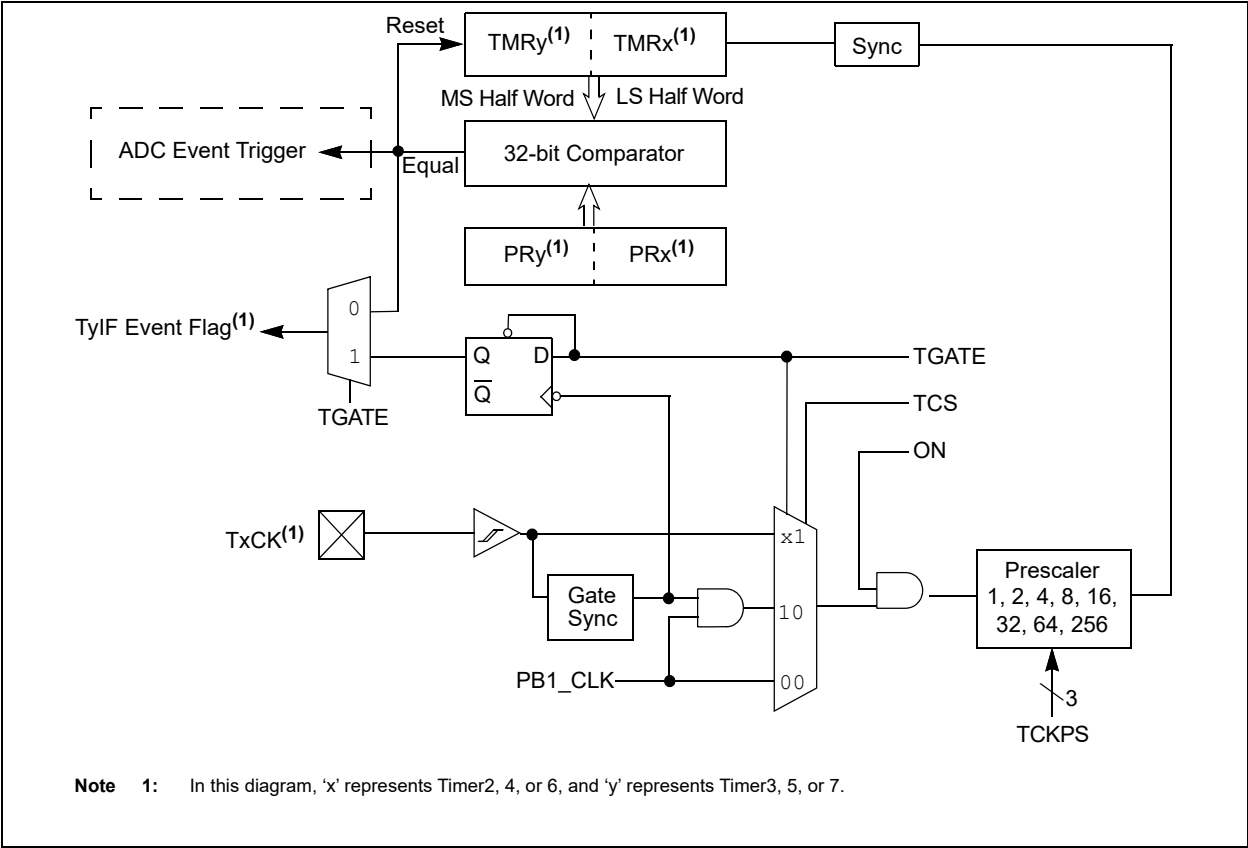 Reset
TMRy(1)
TMRx(1)
Sync
MS Half Word
LS Half Word
ADC Event Trigger
Equal
32-bit Comparator
PRy(1)
PRx(1)
0
TyIF Event Flag(1)
1
TGATE
Q
D
Q̅
TGATE
TCS
ON
TxCK(1)
x1
Gate
Sync
10
Prescaler
1, 2, 4, 8, 16,
32, 64, 256
PB1_CLK
00
3
TCKPS
Note 1: In this diagram, ‘x’ represents Timer2, 4, or 6, and ‘y’ represents Timer3, 5, or 7.